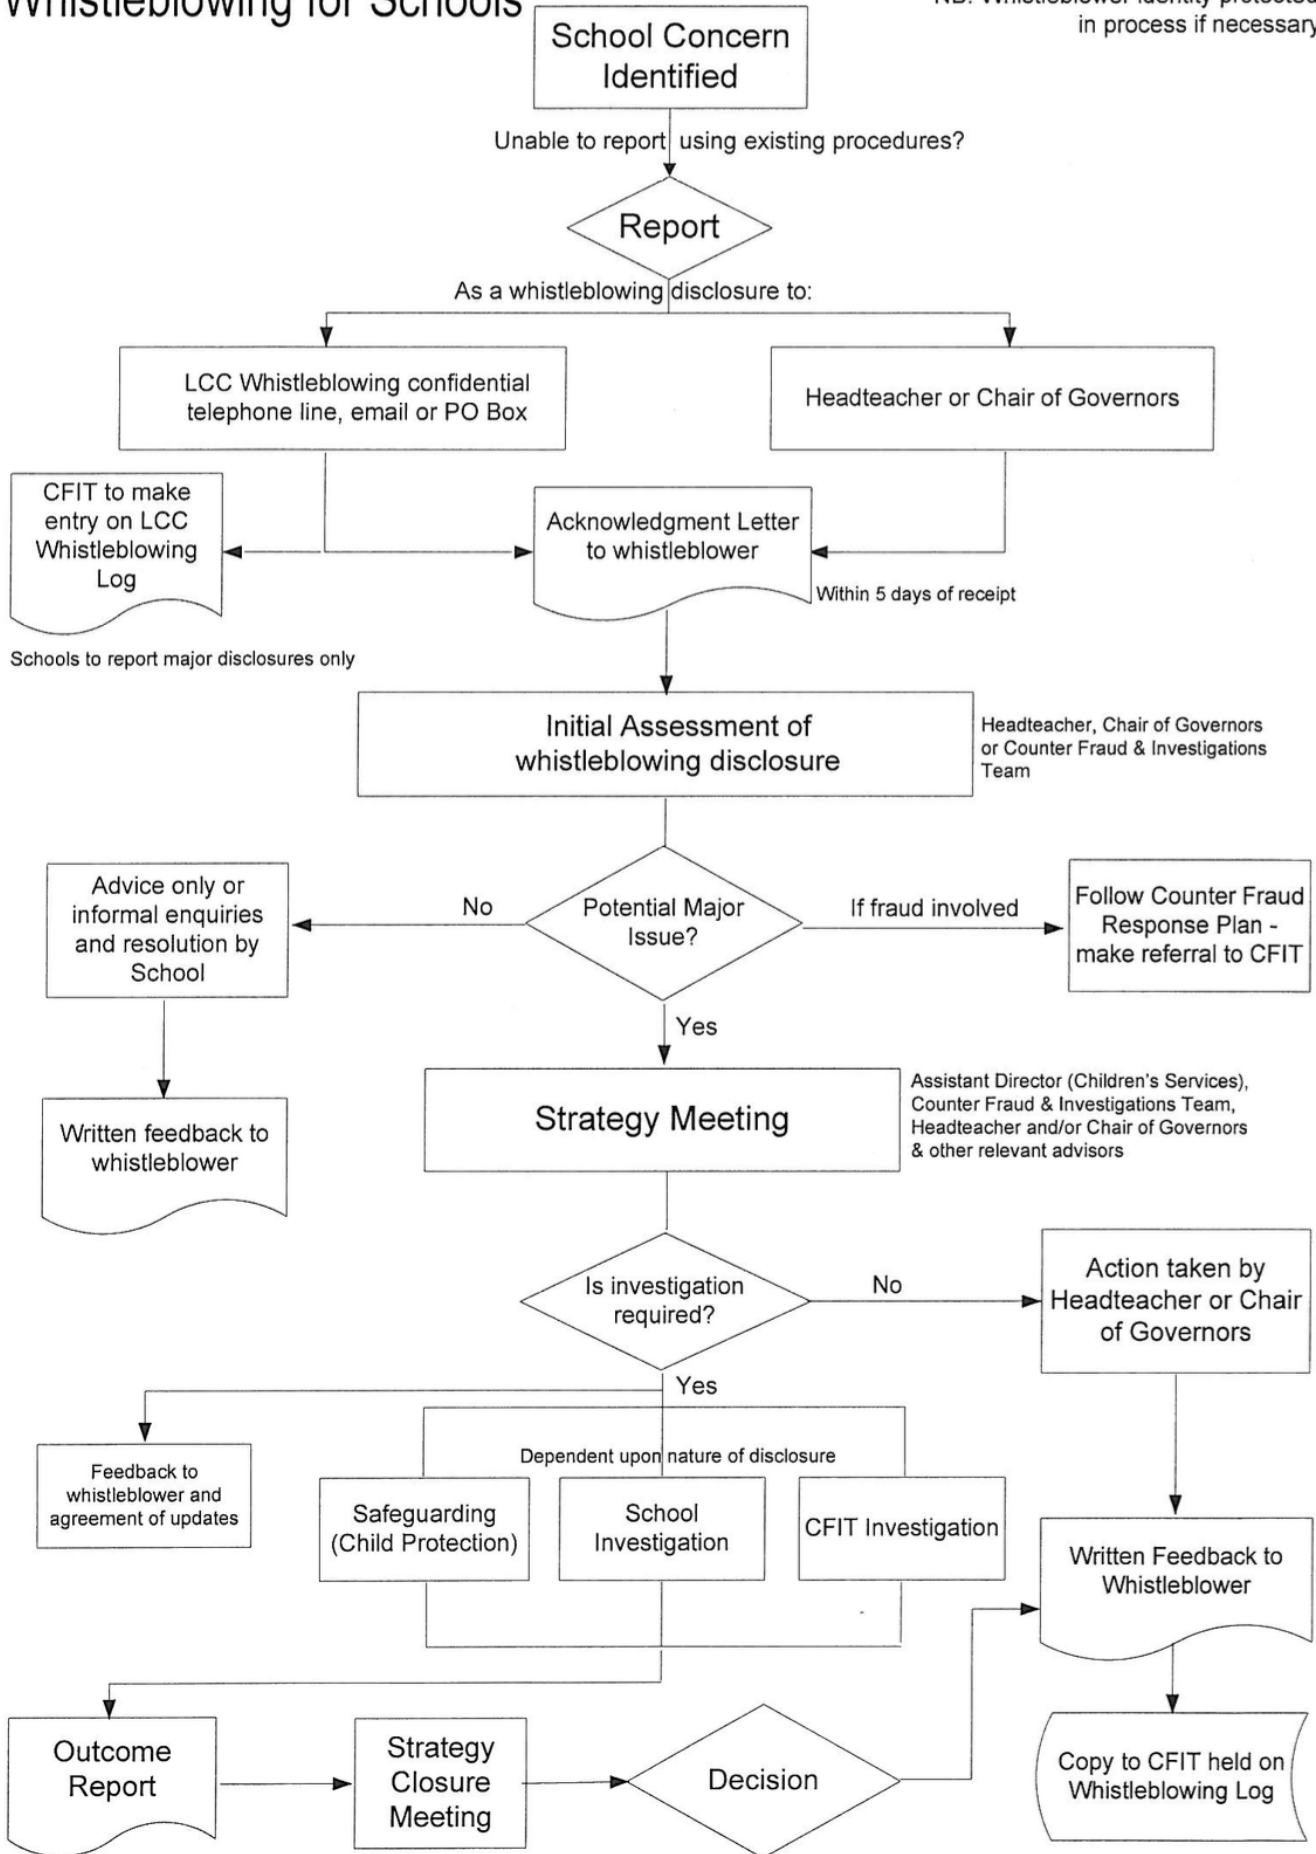 Whistleblowing for Schools
NB: Whistleblower identity protected
in process if necessary
School Concern
Identified
Unable to report using existing procedures?
Report
As a whistleblowing disclosure to:
LCC Whistleblowing confidential
telephone line, email or PO Box
Headteacher or Chair of Governors
CFIT to make
entry on LCC
Whistleblowing
Log
Acknowledgment Letter
to whistleblower
Within 5 days of receipt
Schools to report major disclosures only
Initial Assessment of
whistleblowing disclosure
Headteacher, Chair of Governors
or Counter Fraud & Investigations
Team
Advice only or
informal enquiries
and resolution by
School
No
Potential Major
Issue?
If fraud involved
Follow Counter Fraud
Response Plan -
make referral to CFIT
Yes
Written feedback to
whistleblower
Strategy Meeting
Assistant Director (Children's Services),
Counter Fraud & Investigations Team,
Headteacher and/or Chair of Governors
& other relevant advisors
Is investigation
required?
No
Action taken by
Headteacher or Chair
of Governors
Yes
Feedback to
whistleblower and
agreement of updates
Dependent upon nature of disclosure
Safeguarding
(Child Protection)
School
Investigation
CFIT Investigation
Written Feedback to
Whistleblower
Outcome
Report
Strategy
Closure
Meeting
Decision
Copy to CFIT held on
Whistleblowing Log